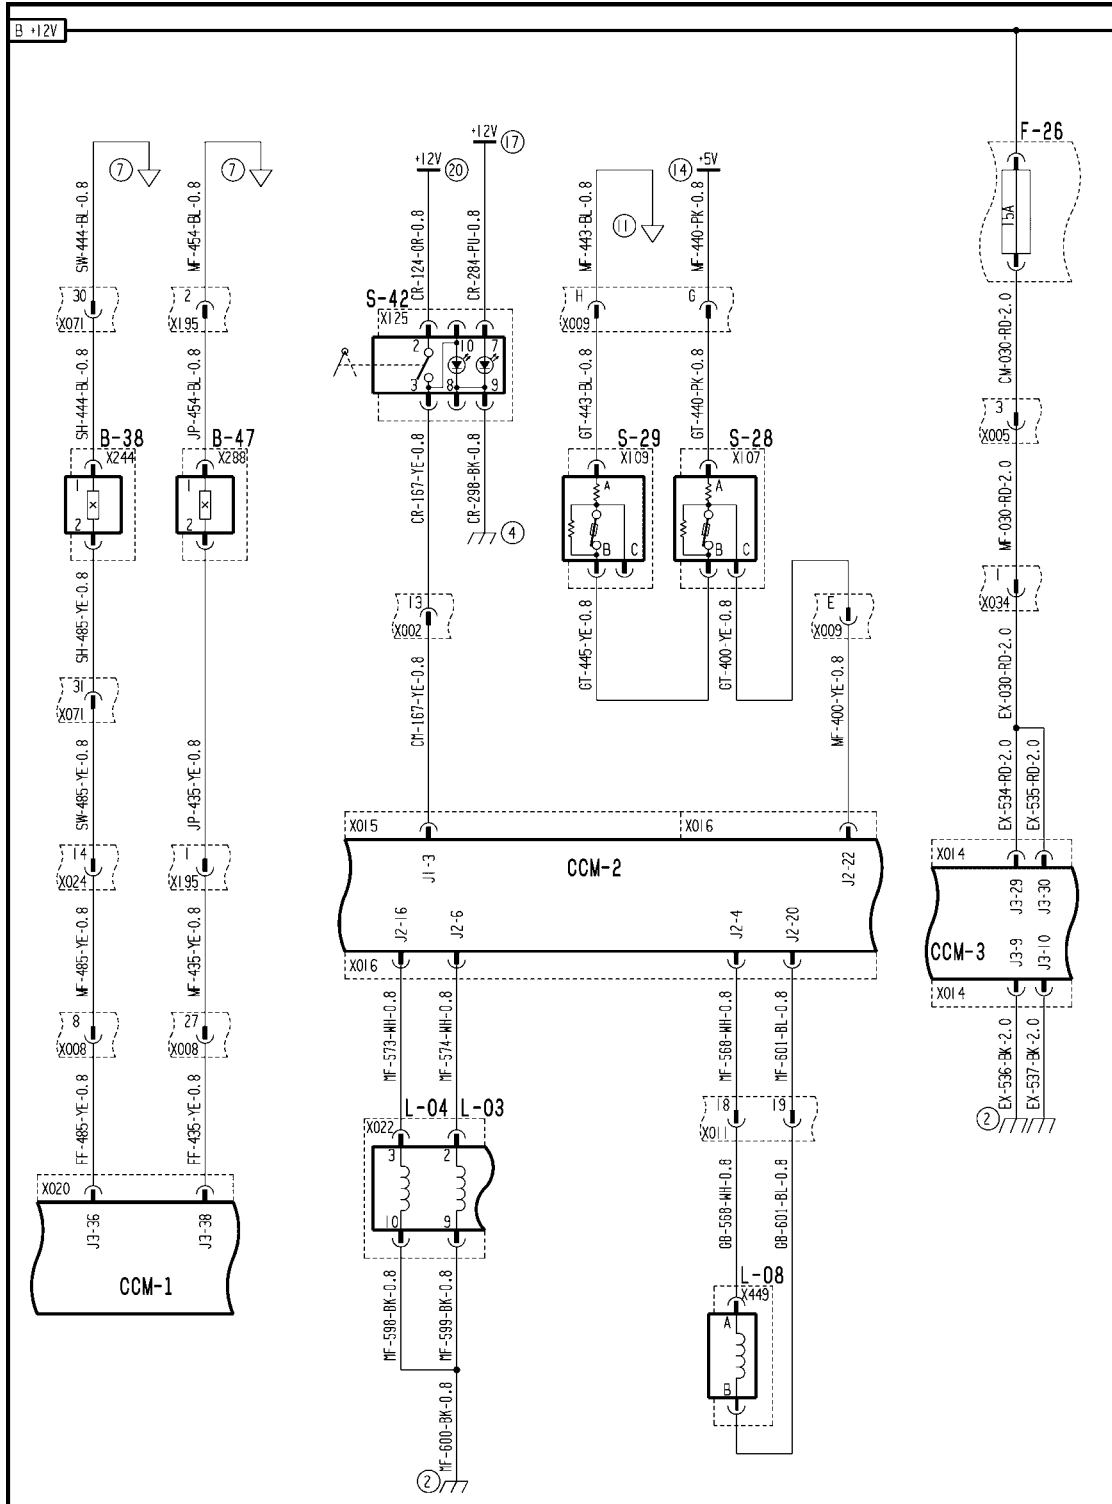 B +12V
F-26
15A
+12V 17
+12V 20
14 +5V
7
7
11
SW-444-BL-0.8
MF-454-BL-0.8
CR-124-OR-0.8
CR-284-PU-0.8
MF-443-BL-0.8
MF-440-PK-0.8
CM-030-RD-2.0
30
X071
2
X195
S-42
X125
2
10
7
3
8
9
H
G
X009
SH-444-BL-0.8
JP-454-BL-0.8
GT-443-BL-0.8
GT-440-PK-0.8
3
X005
B-38
X244
1
2
B-47
X288
1
2
CR-167-YE-0.8
CR-298-BK-0.8
4
S-29
X109
A
B
C
S-28
X107
A
B
C
MF-030-RD-2.0
1
X034
SH-485-YE-0.8
13
X002
GT-445-YE-0.8
GT-400-YE-0.8
E
X009
EX-030-RD-2.0
31
X071
CM-167-YE-0.8
MF-400-YE-0.8
SW-485-YE-0.8
JP-435-YE-0.8
EX-534-RD-2.0
EX-535-RD-2.0
14
X024
1
X195
X015
X016
J1-3
CCM-2
J2-22
J2-16
J2-6
J2-4
J2-20
X016
X014
J3-29
J3-30
CCM-3
J3-9
J3-10
X014
MF-485-YE-0.8
MF-435-YE-0.8
MF-573-WH-0.8
MF-574-WH-0.8
MF-568-WH-0.8
MF-601-BL-0.8
EX-536-BK-2.0
EX-537-BK-2.0
2
8
X008
27
X008
FF-485-YE-0.8
FF-435-YE-0.8
L-04
L-03
X022
3
2
10
9
18
19
X011
GB-568-WH-0.8
GB-601-BL-0.8
X020
J3-36
J3-38
CCM-1
MF-598-BK-0.8
MF-599-BK-0.8
L-08
X449
A
B
MF-600-BK-0.8
2